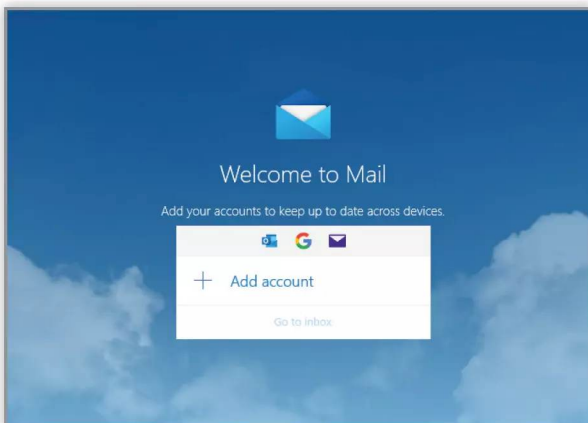 Welcome to Mail
Add your accounts to keep up to date across devices.
Add account
Go to inbox